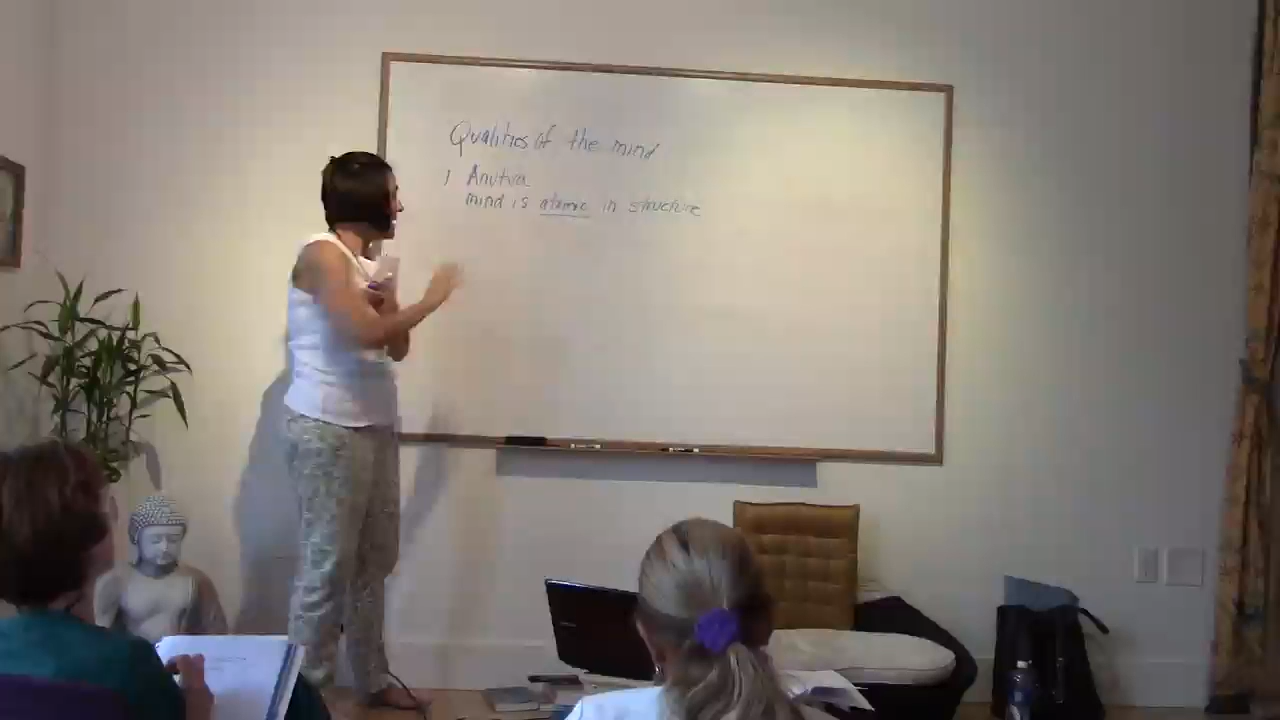 Qualities of the mind
1 Anutva
mind is atomic in structure